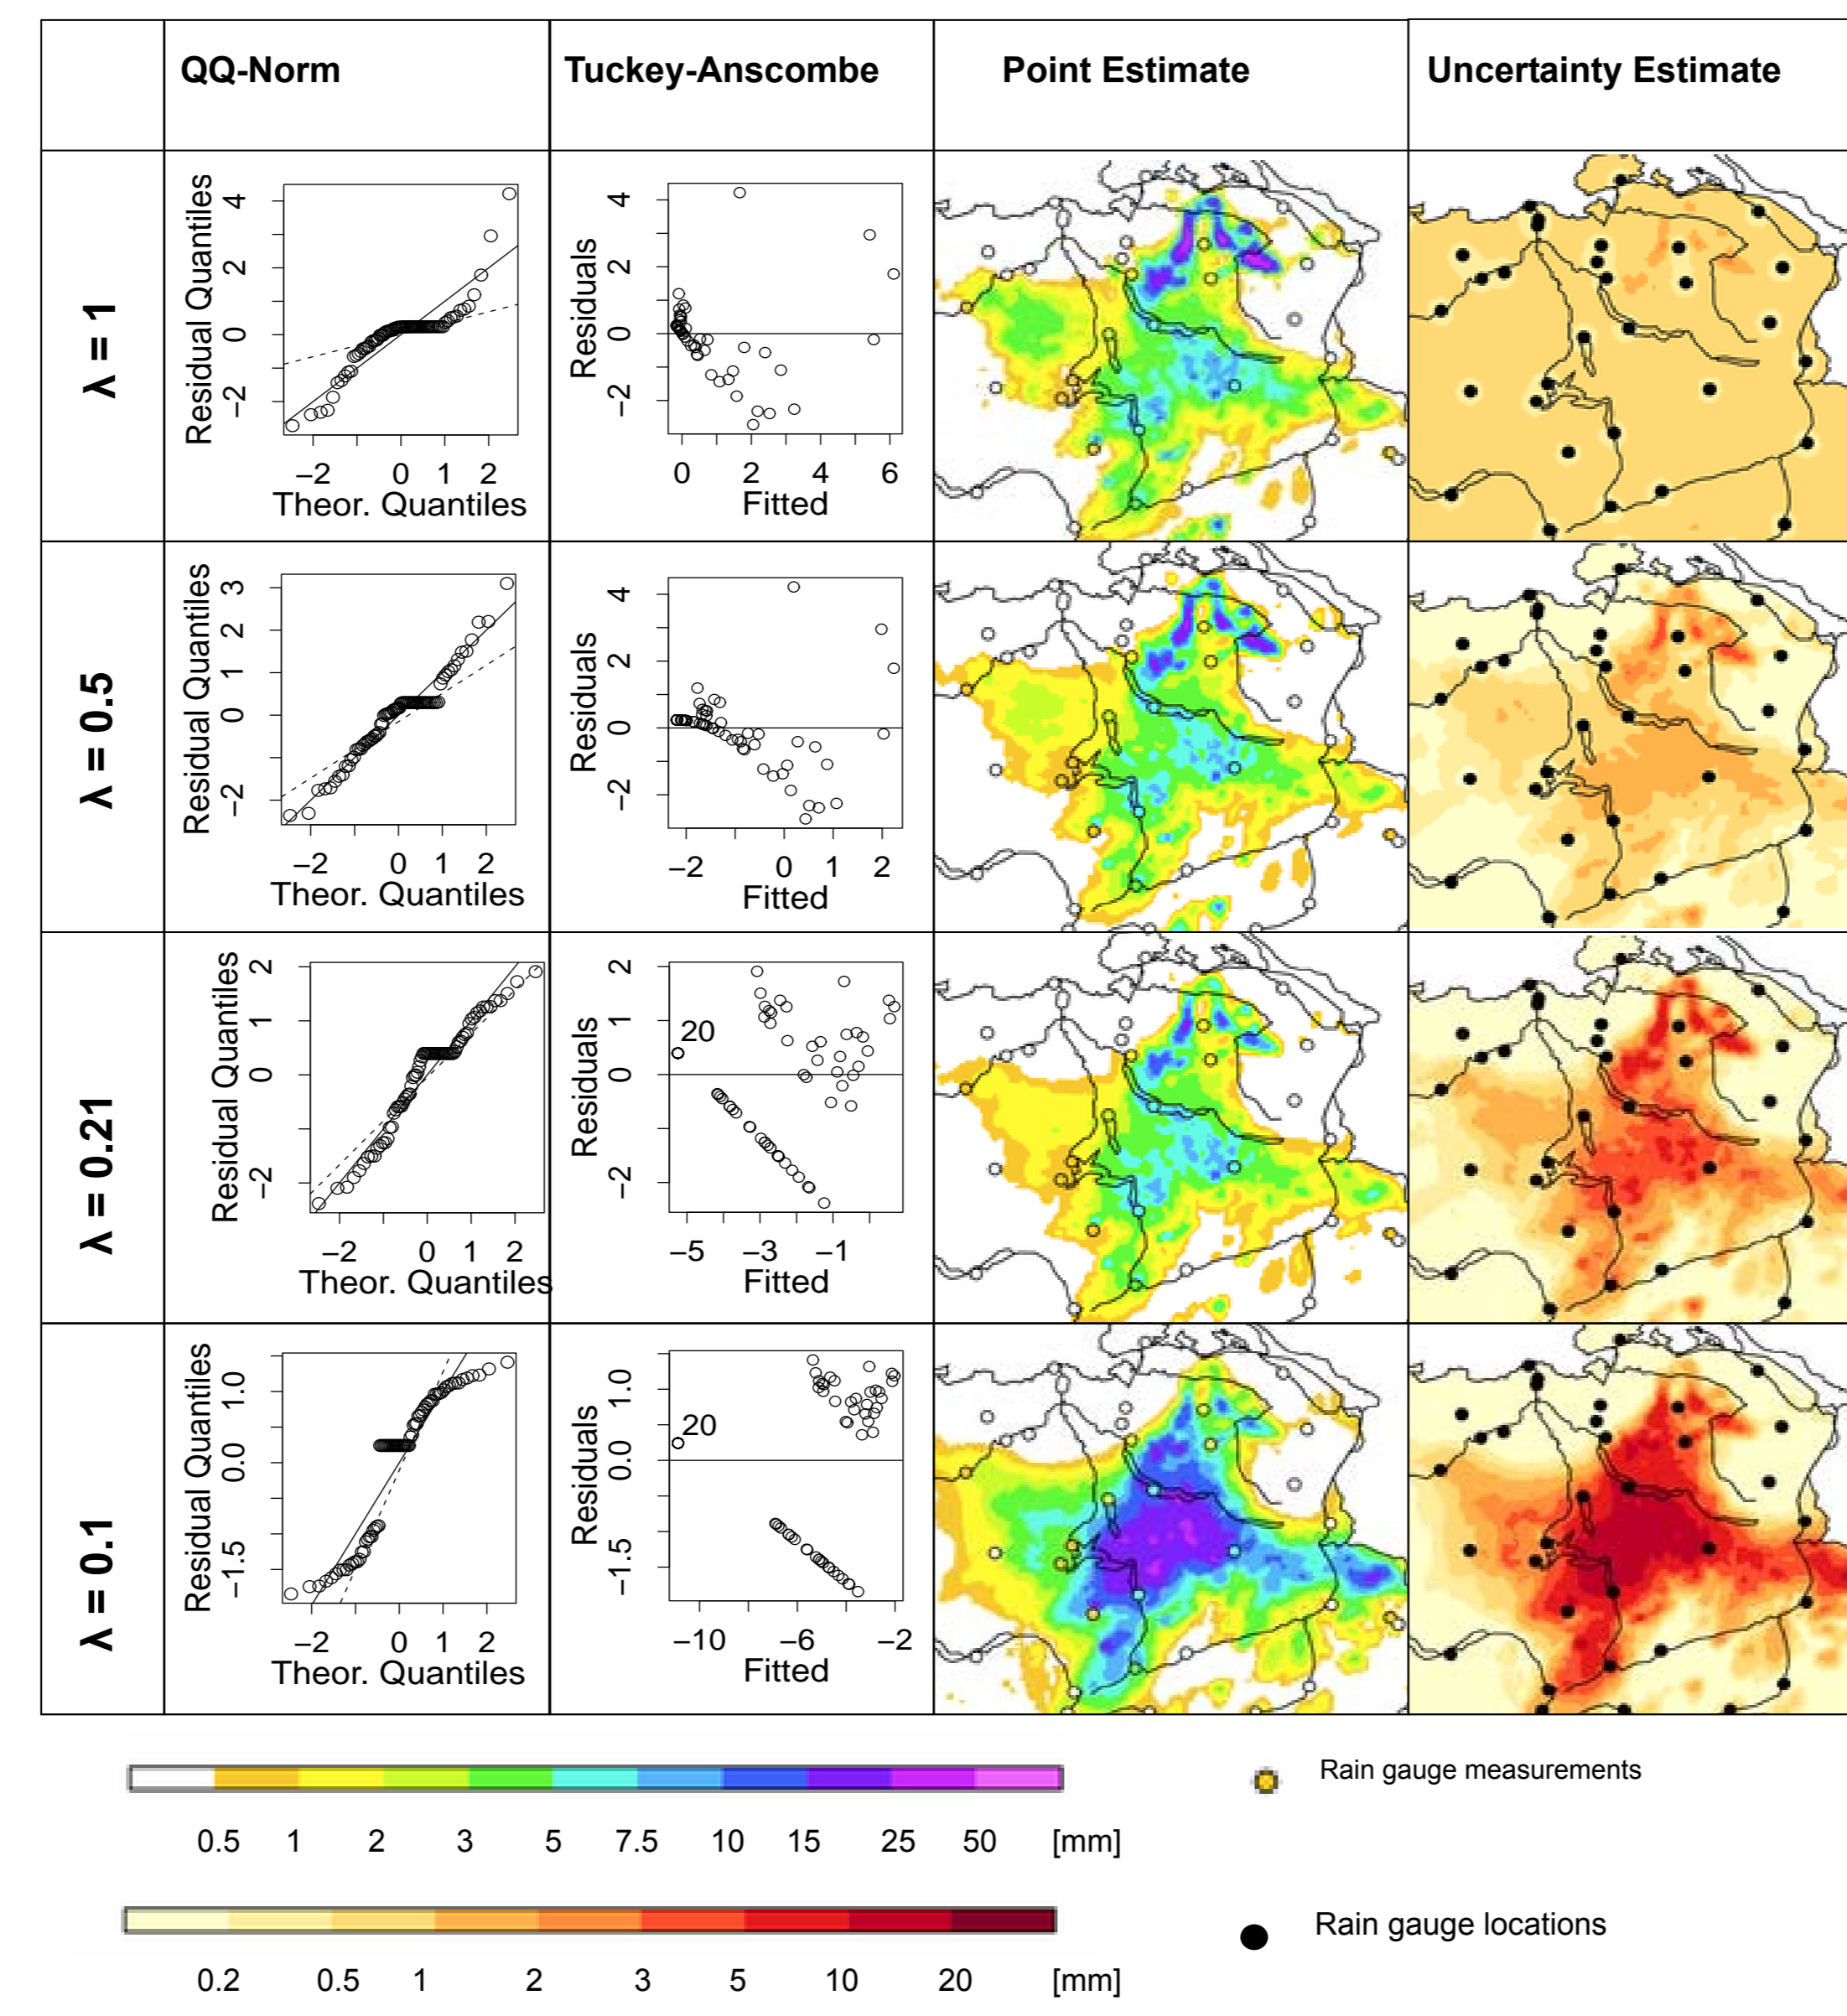 QQ-Norm Tuckey-Anscombe Point Estimate Uncertainty Estimate
λ = 1
Residual Quantiles
4
2
0
−2
−2 0 1 2
Theor. Quantiles
Residuals
4
2
0
−2
0 2 4 6
Fitted
λ = 0.5
Residual Quantiles
3
2
1
0
−2
−2 0 1 2
Theor. Quantiles
Residuals
4
2
0
−2
−2 0 1 2
Fitted
λ = 0.21
Residual Quantiles
2
1
0
−2
−2 0 1 2
Theor. Quantiles
Residuals
2
1
0
−2
20
−5 −3 −1
Fitted
λ = 0.1
Residual Quantiles
1.0
0.0
−1.5
−2 0 1 2
Theor. Quantiles
Residuals
1.0
0.0
−1.5
20
−10 −6 −2
Fitted
Rain gauge measurements
0.5 1 2 3 5 7.5 10 15 25 50 [mm]
Rain gauge locations
0.2 0.5 1 2 3 5 10 20 [mm]